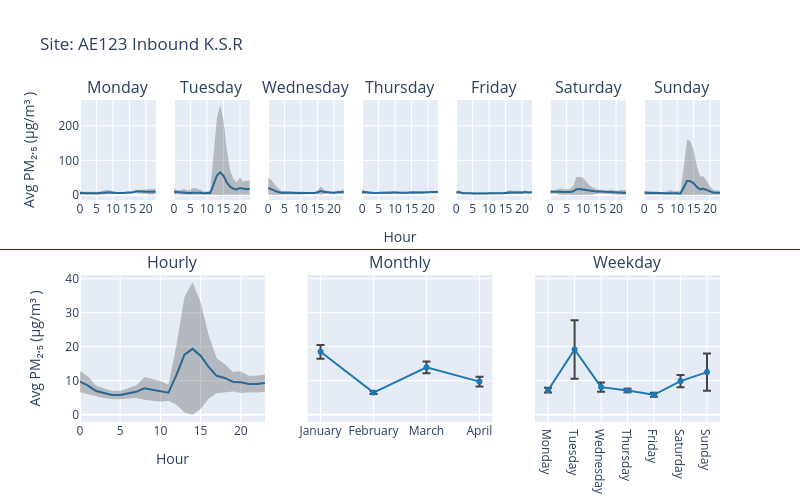 Site: AE123 Inbound K.S.R
Monday Tuesday Wednesday Thursday Friday Saturday Sunday
Avg PM₂.₅ (µg/m³ )
200
100
0
0 5 10 15 20 0 5 10 15 20 0 5 10 15 20 0 5 10 15 20 0 5 10 15 20 0 5 10 15 20 0 5 10 15 20
Hour
Hourly Monthly Weekday
Avg PM₂.₅ (µg/m³ )
40
30
20
10
0
0 5 10 15 20
Hour
January February March April
Monday Tuesday Wednesday Thursday Friday Saturday Sunday